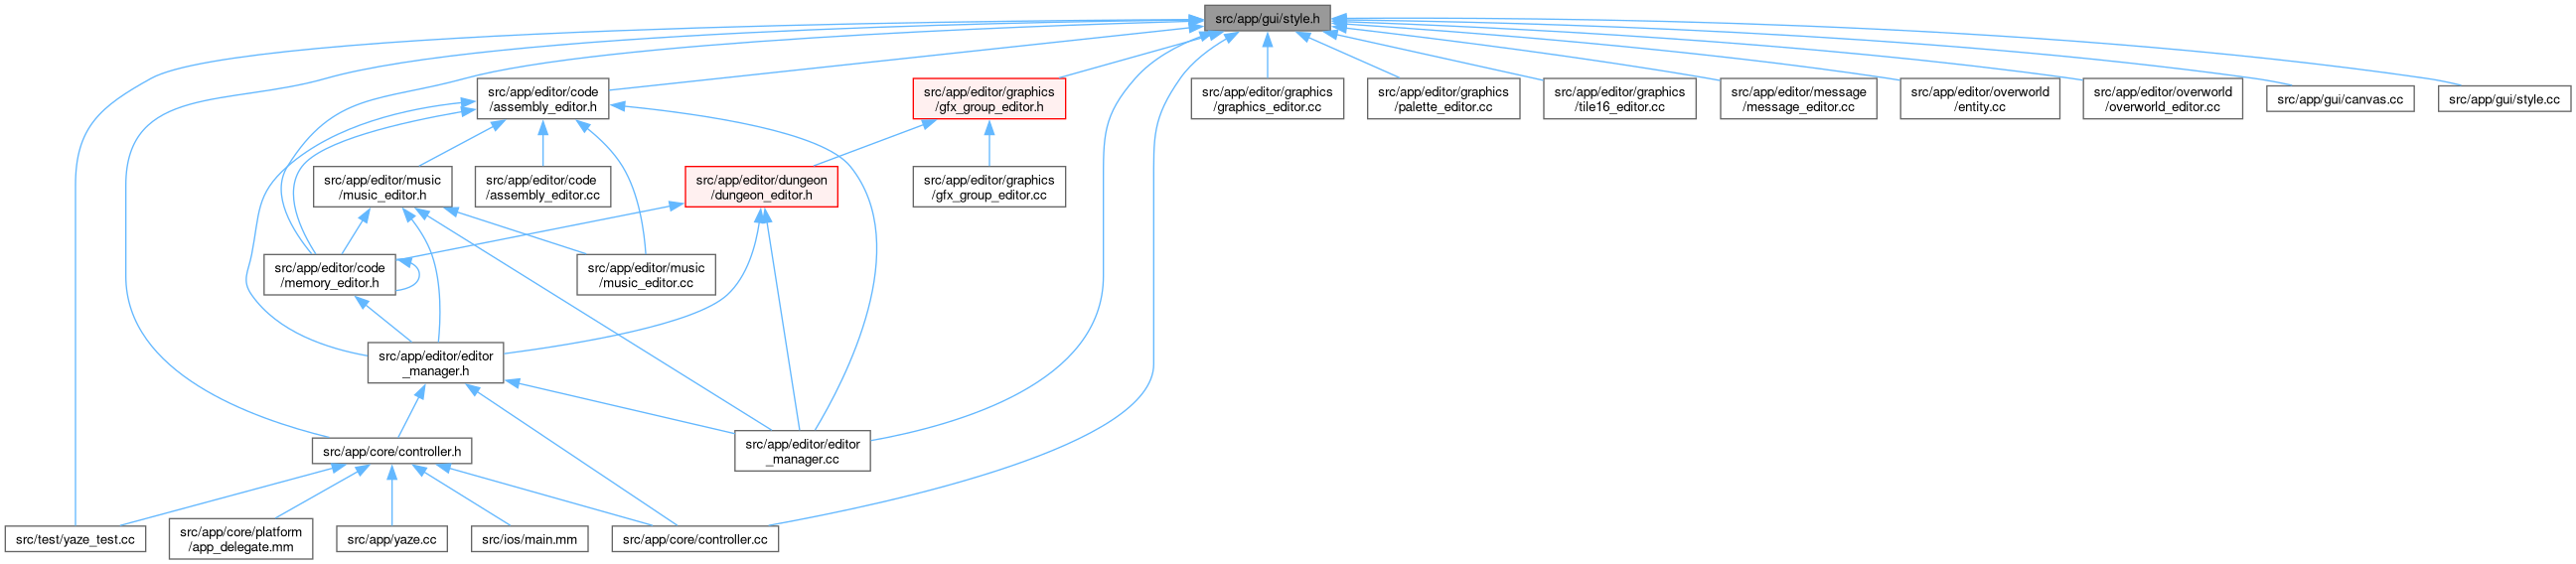 src/app/gui/style.h
src/app/editor/code
/assembly_editor.h
src/app/editor/graphics
/gfx_group_editor.h
src/app/editor/graphics
/graphics_editor.cc
src/app/editor/graphics
/palette_editor.cc
src/app/editor/graphics
/tile16_editor.cc
src/app/editor/message
/message_editor.cc
src/app/editor/overworld
/entity.cc
src/app/editor/overworld
/overworld_editor.cc
src/app/gui/canvas.cc
src/app/gui/style.cc
src/app/editor/music
/music_editor.h
src/app/editor/code
/assembly_editor.cc
src/app/editor/dungeon
/dungeon_editor.h
src/app/editor/graphics
/gfx_group_editor.cc
src/app/editor/code
/memory_editor.h
src/app/editor/music
/music_editor.cc
src/app/editor/editor
_manager.h
src/app/core/controller.h
src/app/editor/editor
_manager.cc
src/test/yaze_test.cc
src/app/core/platform
/app_delegate.mm
src/app/yaze.cc
src/ios/main.mm
src/app/core/controller.cc